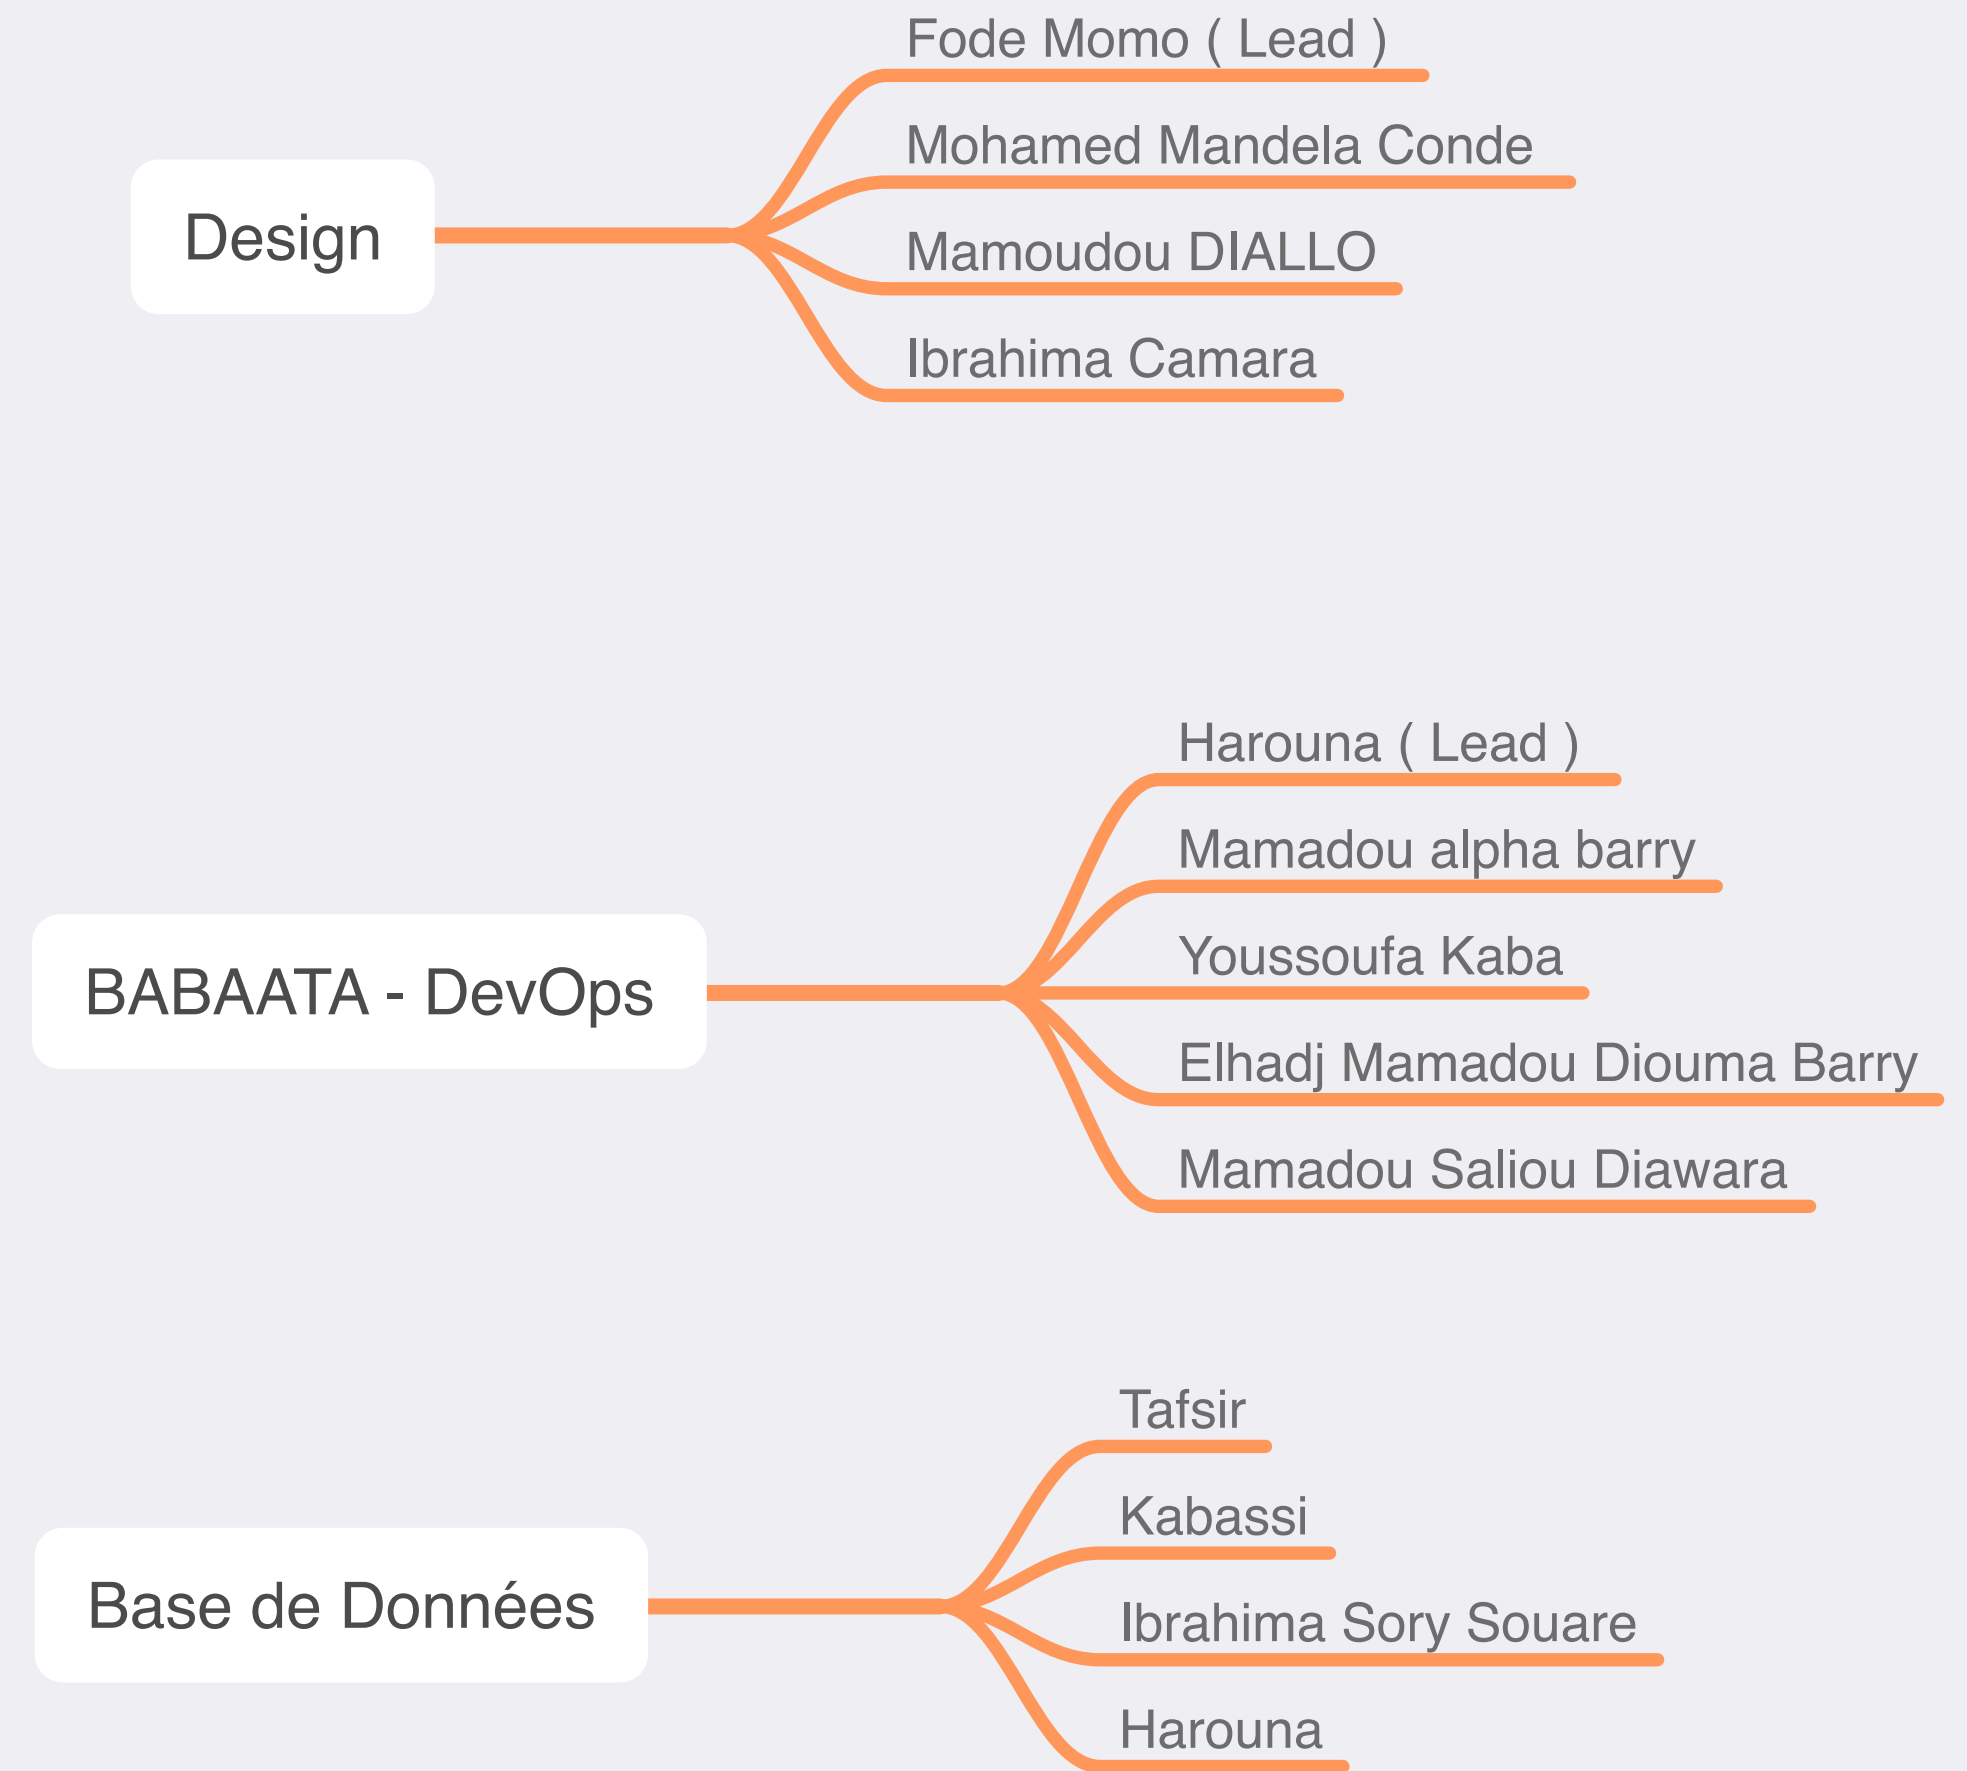 Design
Fode Momo ( Lead )
Mohamed Mandela Conde
Mamoudou DIALLO
Ibrahima Camara
BABAATA - DevOps
Harouna ( Lead )
Mamadou alpha barry
Youssoufa Kaba
Elhadj Mamadou Diouma Barry
Mamadou Saliou Diawara
Base de Données
Tafsir
Kabassi
Ibrahima Sory Souare
Harouna